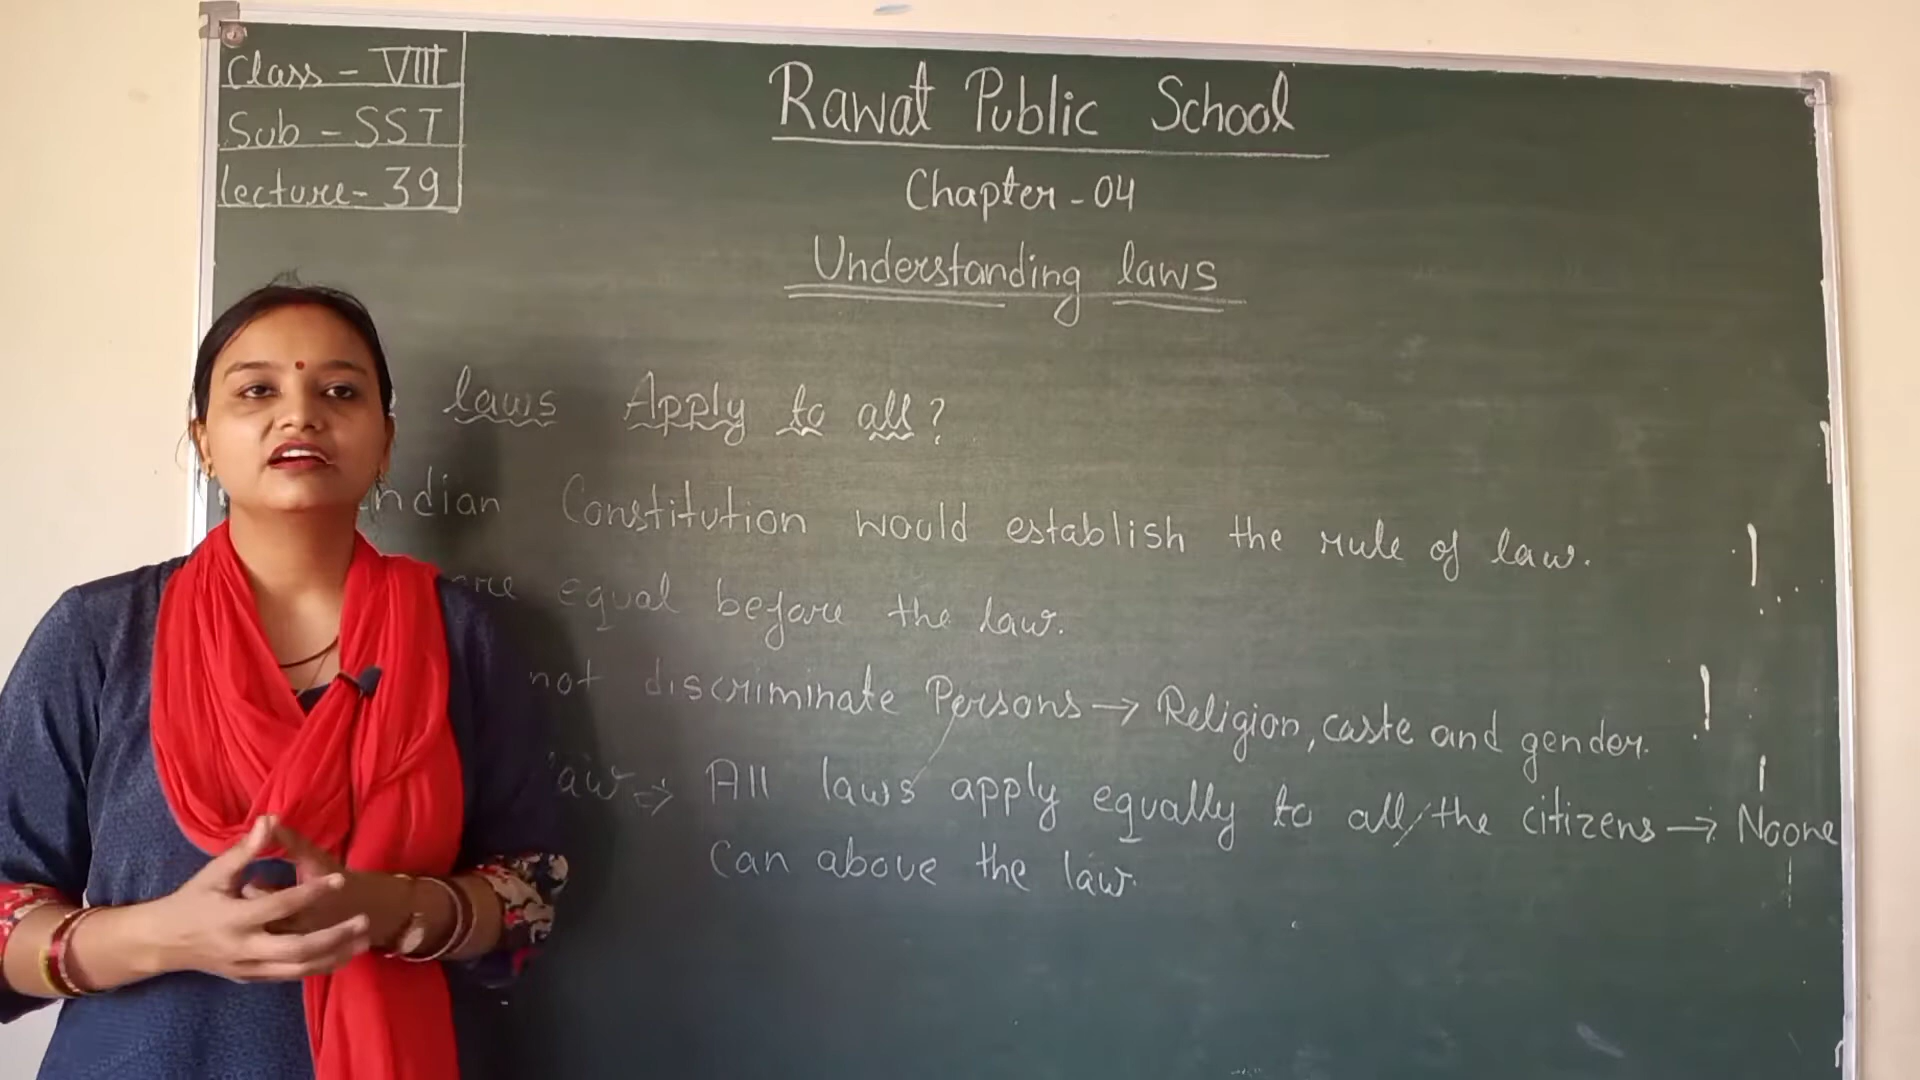 Class - VIII
Sub - SST
Lecture - 39
Rawat Public School
Chapter - 04
Understanding laws
laws Apply to all?
Indian Constitution would establish the rule of law.
equal before the law.
not discriminate Persons → Religion, caste and gender.
law → All laws apply equally to all/the citizens → Noone
Can above the law.